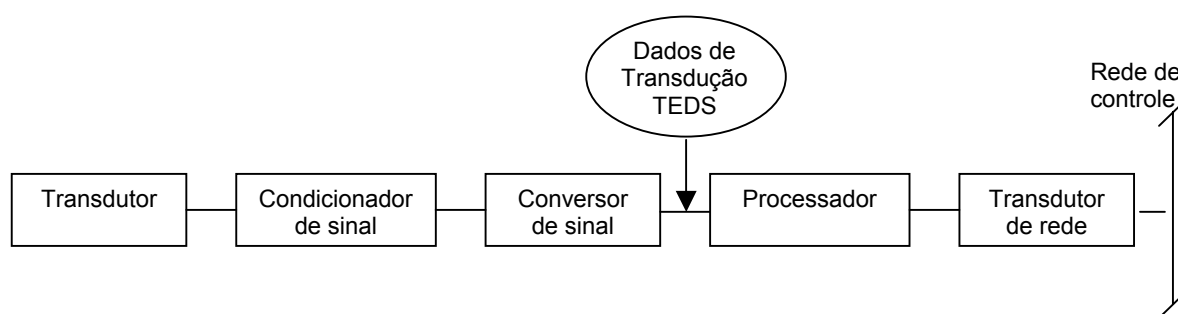 Dados de
Transdução
TEDS
Rede de
controle
Transdutor
Condicionador
de sinal
Conversor
de sinal
Processador
Transdutor
de rede